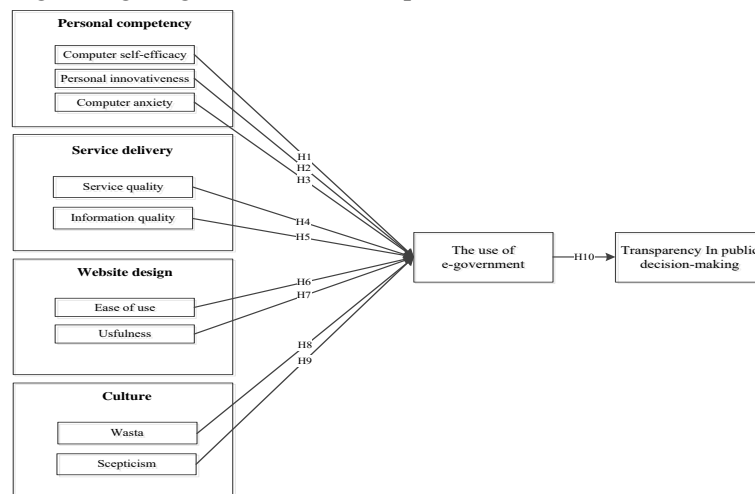 Personal competency
Computer self-efficacy
Personal innovativeness
Computer anxiety
Service delivery
Service quality
Information quality
Website design
Ease of use
Usfulness
Culture
Wasta
Scepticism
H1
H2
H3
H4
H5
H6
H7
H8
H9
The use of
e-government
H10
Transparency In public
decision-making